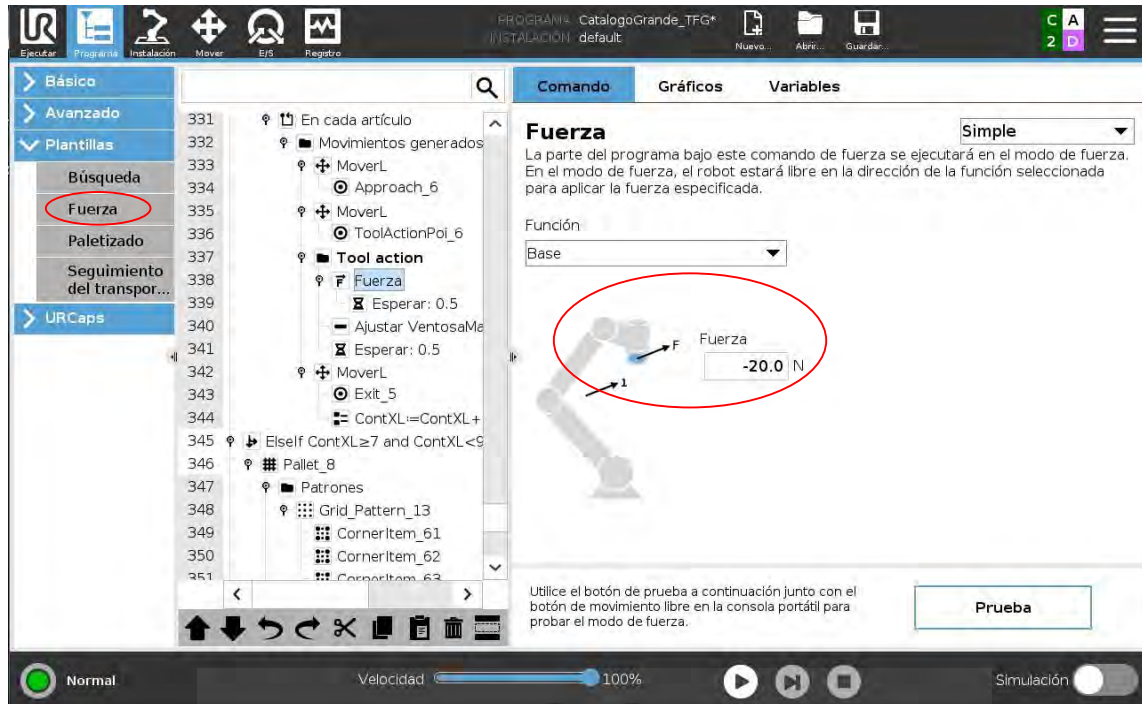 UR
PROGRAMA CatalogoGrande_TFG*
INSTALACIÓN default
C A
2 D
Ejecutar Programa Instalación Mover E/S Registro
Nuevo... Abrir... Guardar...
Básico
Avanzado
Plantillas
Búsqueda
Fuerza
Paletizado
Seguimiento
del transpor...
URCaps
331 En cada artículo
332 Movimientos generados
333 MoverL
334 Approach_6
335 MoverL
336 ToolActionPoi_6
337 Tool action
338 Fuerza
339 Esperar: 0.5
340 Ajustar VentosaMa
341 Esperar: 0.5
342 MoverL
343 Exit_5
344 ContXL:=ContXL+
345 ElseIf ContXL≥7 and ContXL<9
346 Pallet_8
347 Patrones
348 Grid_Pattern_13
349 CornerItem_61
350 CornerItem_62
351 CornerItem_63
Comando Gráficos Variables
Fuerza
Simple
La parte del programa bajo este comando de fuerza se ejecutará en el modo de fuerza.
En el modo de fuerza, el robot estará libre en la dirección de la función seleccionada
para aplicar la fuerza especificada.
Función
Base
F
1
Fuerza
-20.0 N
Utilice el botón de prueba a continuación junto con el
botón de movimiento libre en la consola portátil para
probar el modo de fuerza.
Prueba
Normal
Velocidad 100%
Simulación